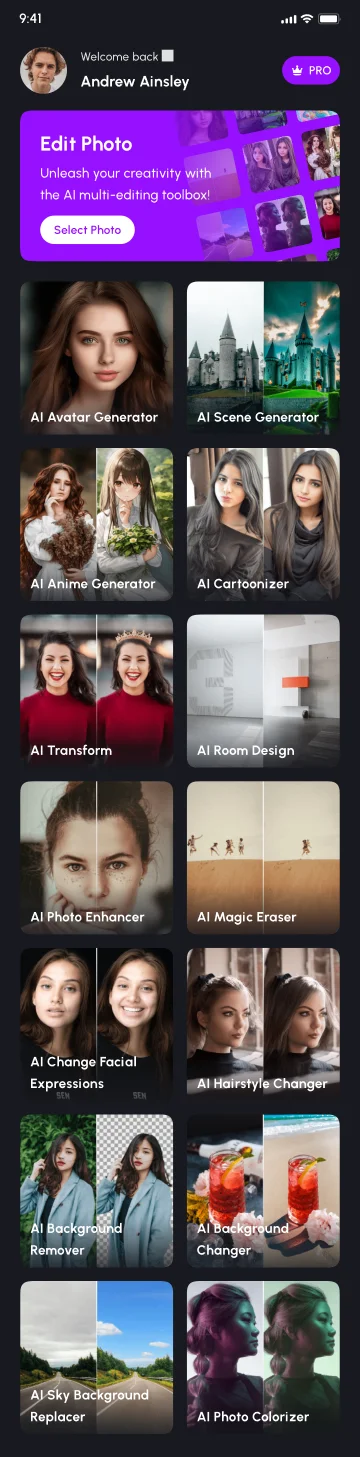 9:41
Welcome back
Andrew Ainsley
PRO
Edit Photo
Unleash your creativity with
the AI multi-editing toolbox!
Select Photo
AI Avatar Generator
AI Scene Generator
AI Anime Generator
AI Cartoonizer
AI Transform
AI Room Design
AI Photo Enhancer
AI Magic Eraser
AI Change Facial
Expressions
SEN
SEN
AI Hairstyle Changer
AI Background
Remover
AI Background
Changer
AI Sky Background
Replacer
AI Photo Colorizer